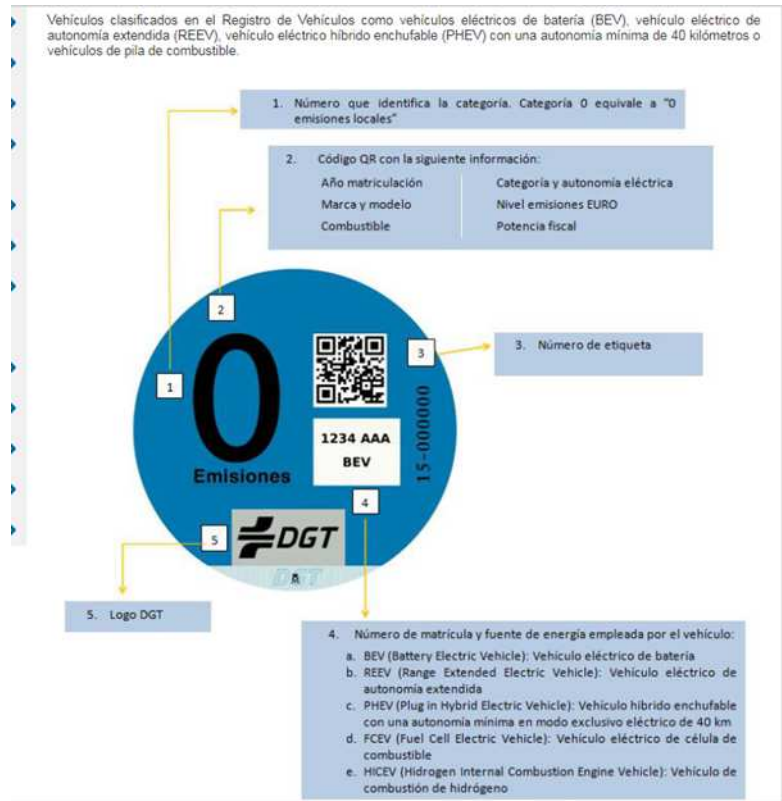 Vehículos clasificados en el Registro de Vehículos como vehículos eléctricos de batería (BEV), vehículo eléctrico de
autonomía extendida (REEV), vehículo eléctrico híbrido enchufable (PHEV) con una autonomía mínima de 40 kilómetros o
vehículos de pila de combustible.
1. Número que identifica la categoría. Categoría 0 equivale a "0
emisiones locales"
2. Código QR con la siguiente información:
Año matriculación Categoría y autonomía eléctrica
Marca y modelo Nivel emisiones EURO
Combustible Potencia fiscal
2
3
3. Número de etiqueta
1
0
Emisiones
1234 AAA
BEV
15-000000
4
5
DGT
DGT
5. Logo DGT
4. Número de matrícula y fuente de energía empleada por el vehículo:
a. BEV (Battery Electric Vehicle): Vehículo eléctrico de batería
b. REEV (Range Extended Electric Vehicle): Vehículo eléctrico de
autonomía extendida
c. PHEV (Plug in Hybrid Electric Vehicle): Vehículo híbrido enchufable
con una autonomía mínima en modo exclusivo eléctrico de 40 km
d. FCEV (Fuel Cell Electric Vehicle): Vehículo eléctrico de célula de
combustible
e. HICEV (Hidrogen Internal Combustion Engine Vehicle): Vehículo de
combustión de hidrógeno